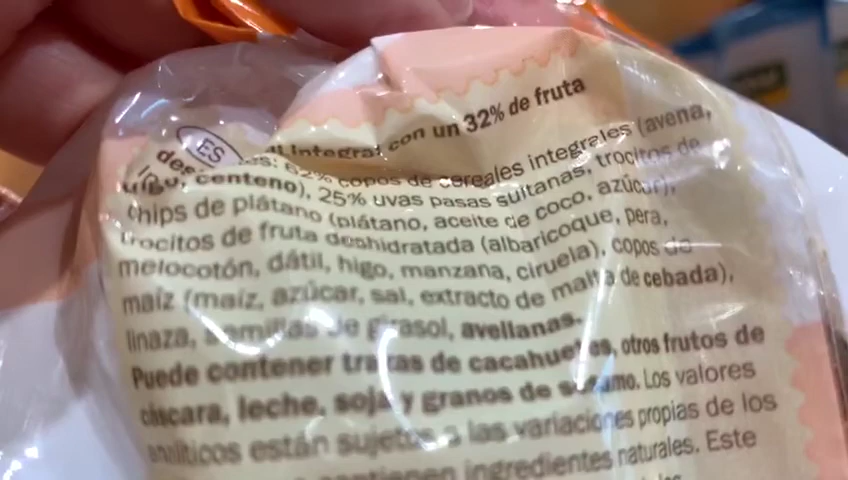 ES
Integral con un 32% de fruta
62% copos de cereales integrales (avena,
trigo, centeno), 25% uvas pasas sultanas, trocitos de
chips de plátano (plátano, aceite de coco, azúcar),
trocitos de fruta deshidratada (albaricoque, pera,
melocotón, dátil, higo, manzana, ciruela), copos de
maíz (maíz, azúcar, sal, extracto de malta de cebada),
linaza, semillas de girasol, avellanas.
Puede contener trazas de cacahuetes, otros frutos de
cáscara, leche, soja y granos de sésamo. Los valores
analíticos están sujetos a las variaciones propias de los
contienen ingredientes naturales. Este